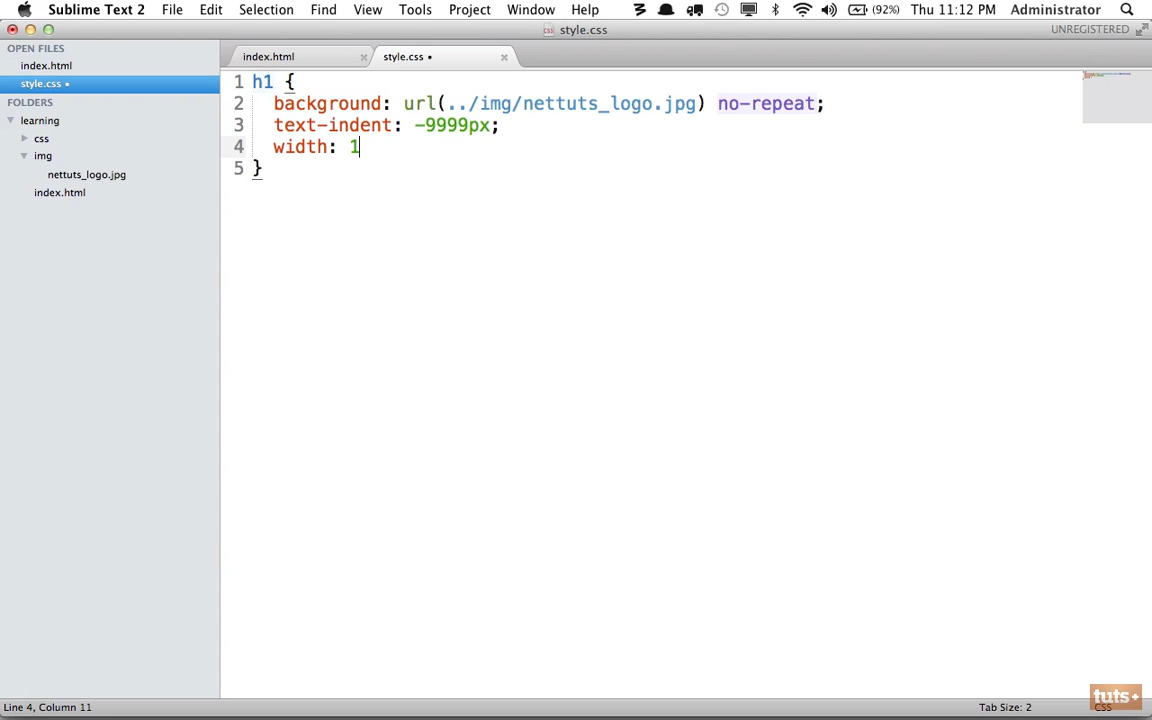 Sublime Text 2 File Edit Selection Find View Tools Project Window Help (92%) Thu 11:12 PM Administrator
style.css UNREGISTERED
OPEN FILES
index.html
style.css
FOLDERS
learning
css
img
nettuts_logo.jpg
index.html
index.html × style.css • ×
1 h1 {
2 background: url(../img/nettuts_logo.jpg) no-repeat;
3 text-indent: -9999px;
4 width: 1
5 }
Line 4, Column 11 Tab Size: 2 CSS
tuts+